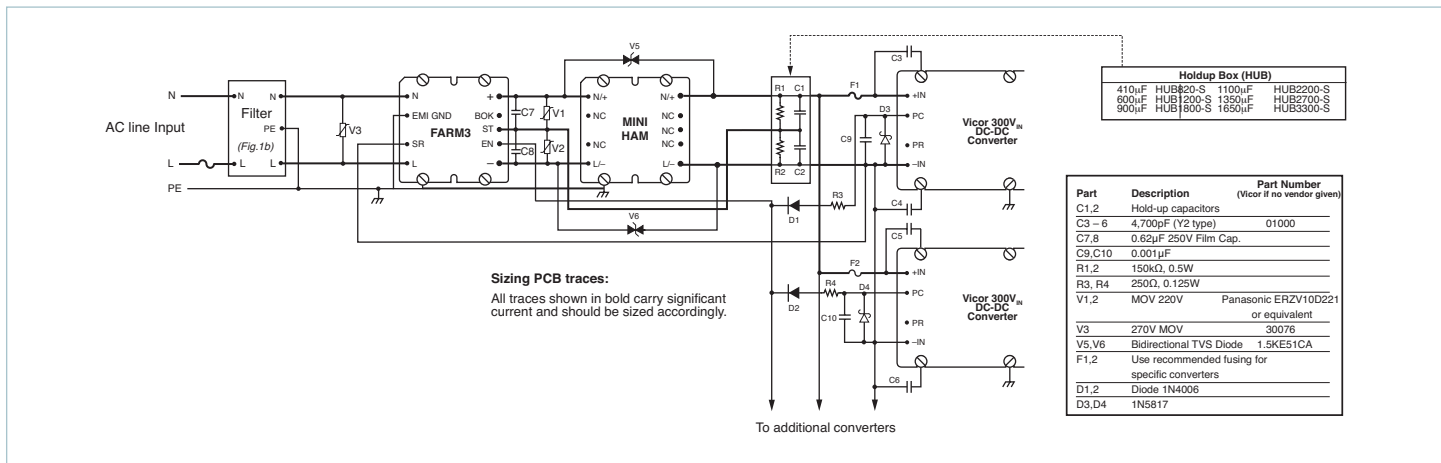 N
AC line Input
L
PE
N
Filter
PE
(Fig.1b)
L
N
L
V3
N
EMI GND
SR
L
FARM3
+
BOK
ST
EN
–
C7
C8
V1
V2
V5
V6
N/+
NC
NC
L/–
MINI
HAM
N/+
NC
NC
NC
L/–
R1
C1
R2
C2
F1
C3
D3
C9
+IN
PC
PR
–IN
Vicor 300VIN
DC-DC
Converter
C4
R3
D1
C5
F2
R4
D4
D2
C10
+IN
PC
PR
–IN
Vicor 300VIN
DC-DC
Converter
C6
To additional converters
Sizing PCB traces:
All traces shown in bold carry significant
current and should be sized accordingly.
Holdup Box (HUB)
410µF HUB820-S 1100µF HUB2200-S
600µF HUB1200-S 1350µF HUB2700-S
900µF HUB1800-S 1650µF HUB3300-S
Part Description Part Number
(Vicor if no vendor given)
C1,2 Hold-up capacitors
C3 – 6 4,700pF (Y2 type) 01000
C7,8 0.62µF 250V Film Cap.
C9,C10 0.001µF
R1,2 150kΩ, 0.5W
R3, R4 250Ω, 0.125W
V1,2 MOV 220V Panasonic ERZV10D221
or equivalent
V3 270V MOV 30076
V5,V6 Bidirectional TVS Diode 1.5KE51CA
F1,2 Use recommended fusing for
specific converters
D1,2 Diode 1N4006
D3,D4 1N5817